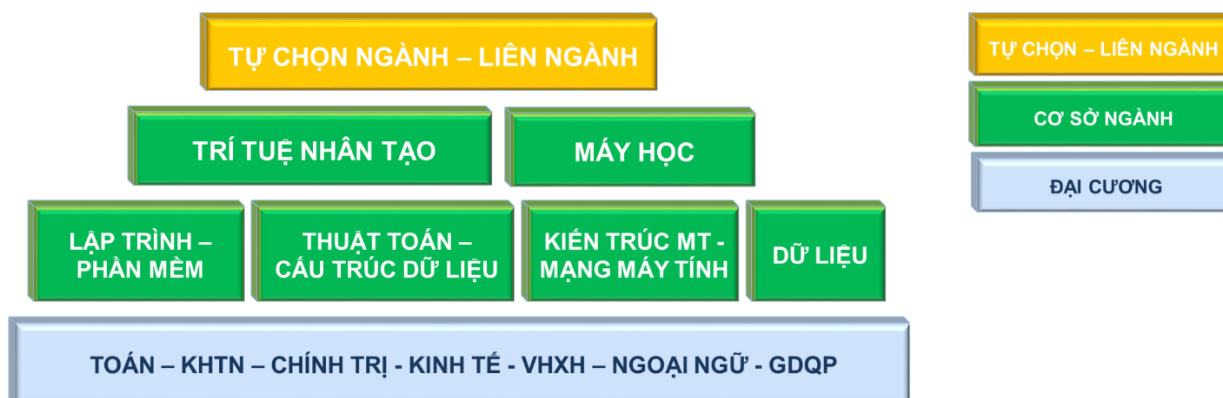 TỰ CHỌN NGÀNH – LIÊN NGÀNH
TRÍ TUỆ NHÂN TẠO
MÁY HỌC
LẬP TRÌNH –
PHẦN MỀM
THUẬT TOÁN –
CẤU TRÚC DỮ LIỆU
KIẾN TRÚC MT -
MẠNG MÁY TÍNH
DỮ LIỆU
TOÁN – KHTN – CHÍNH TRỊ - KINH TẾ - VHXH – NGOẠI NGỮ - GDQP
TỰ CHỌN – LIÊN NGÀNH
CƠ SỞ NGÀNH
ĐẠI CƯƠNG